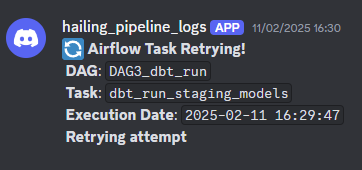 hailing_pipeline_logs APP 11/02/2025 16:30
🔄 Airflow Task Retrying!
DAG: DAG3_dbt_run
Task: dbt_run_staging_models
Execution Date: 2025-02-11 16:29:47
Retrying attempt